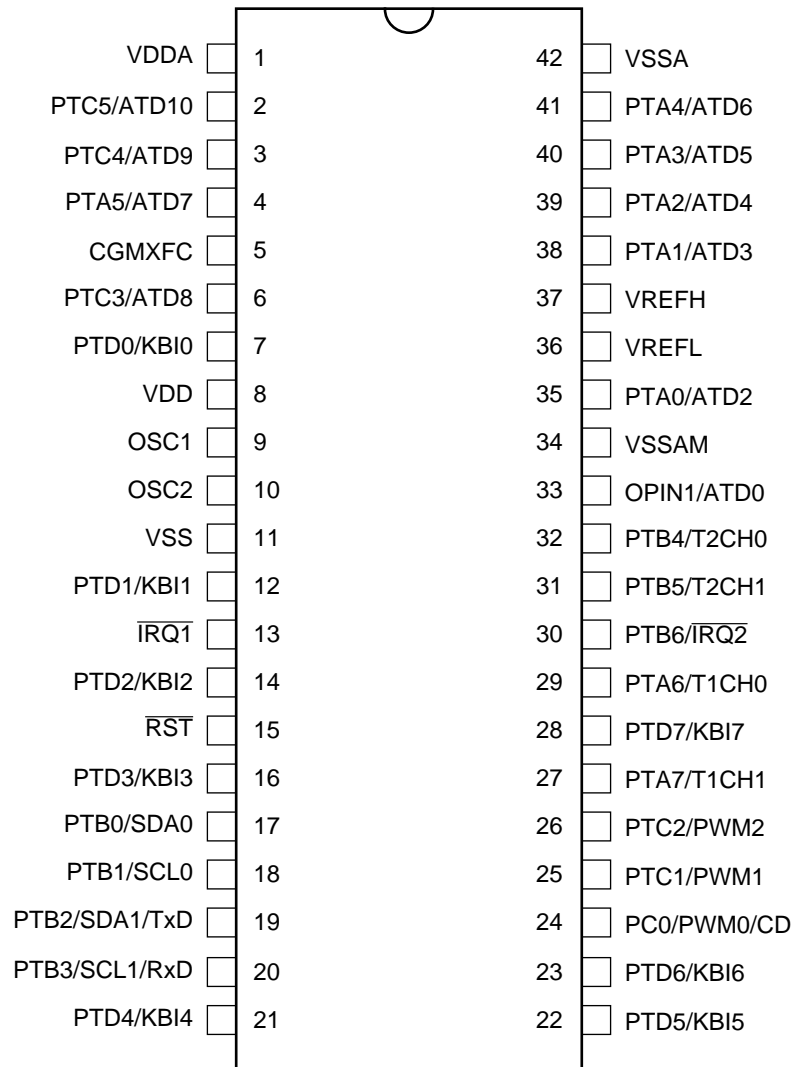 VDDA 1 42 VSSA
PTC5/ATD10 2 41 PTA4/ATD6
PTC4/ATD9 3 40 PTA3/ATD5
PTA5/ATD7 4 39 PTA2/ATD4
CGMXFC 5 38 PTA1/ATD3
PTC3/ATD8 6 37 VREFH
PTD0/KBI0 7 36 VREFL
VDD 8 35 PTA0/ATD2
OSC1 9 34 VSSAM
OSC2 10 33 OPIN1/ATD0
VSS 11 32 PTB4/T2CH0
PTD1/KBI1 12 31 PTB5/T2CH1
I̅R̅Q̅1̅ 13 30 PTB6/I̅R̅Q̅2̅
PTD2/KBI2 14 29 PTA6/T1CH0
R̅S̅T̅ 15 28 PTD7/KBI7
PTD3/KBI3 16 27 PTA7/T1CH1
PTB0/SDA0 17 26 PTC2/PWM2
PTB1/SCL0 18 25 PTC1/PWM1
PTB2/SDA1/TxD 19 24 PC0/PWM0/CD
PTB3/SCL1/RxD 20 23 PTD6/KBI6
PTD4/KBI4 21 22 PTD5/KBI5